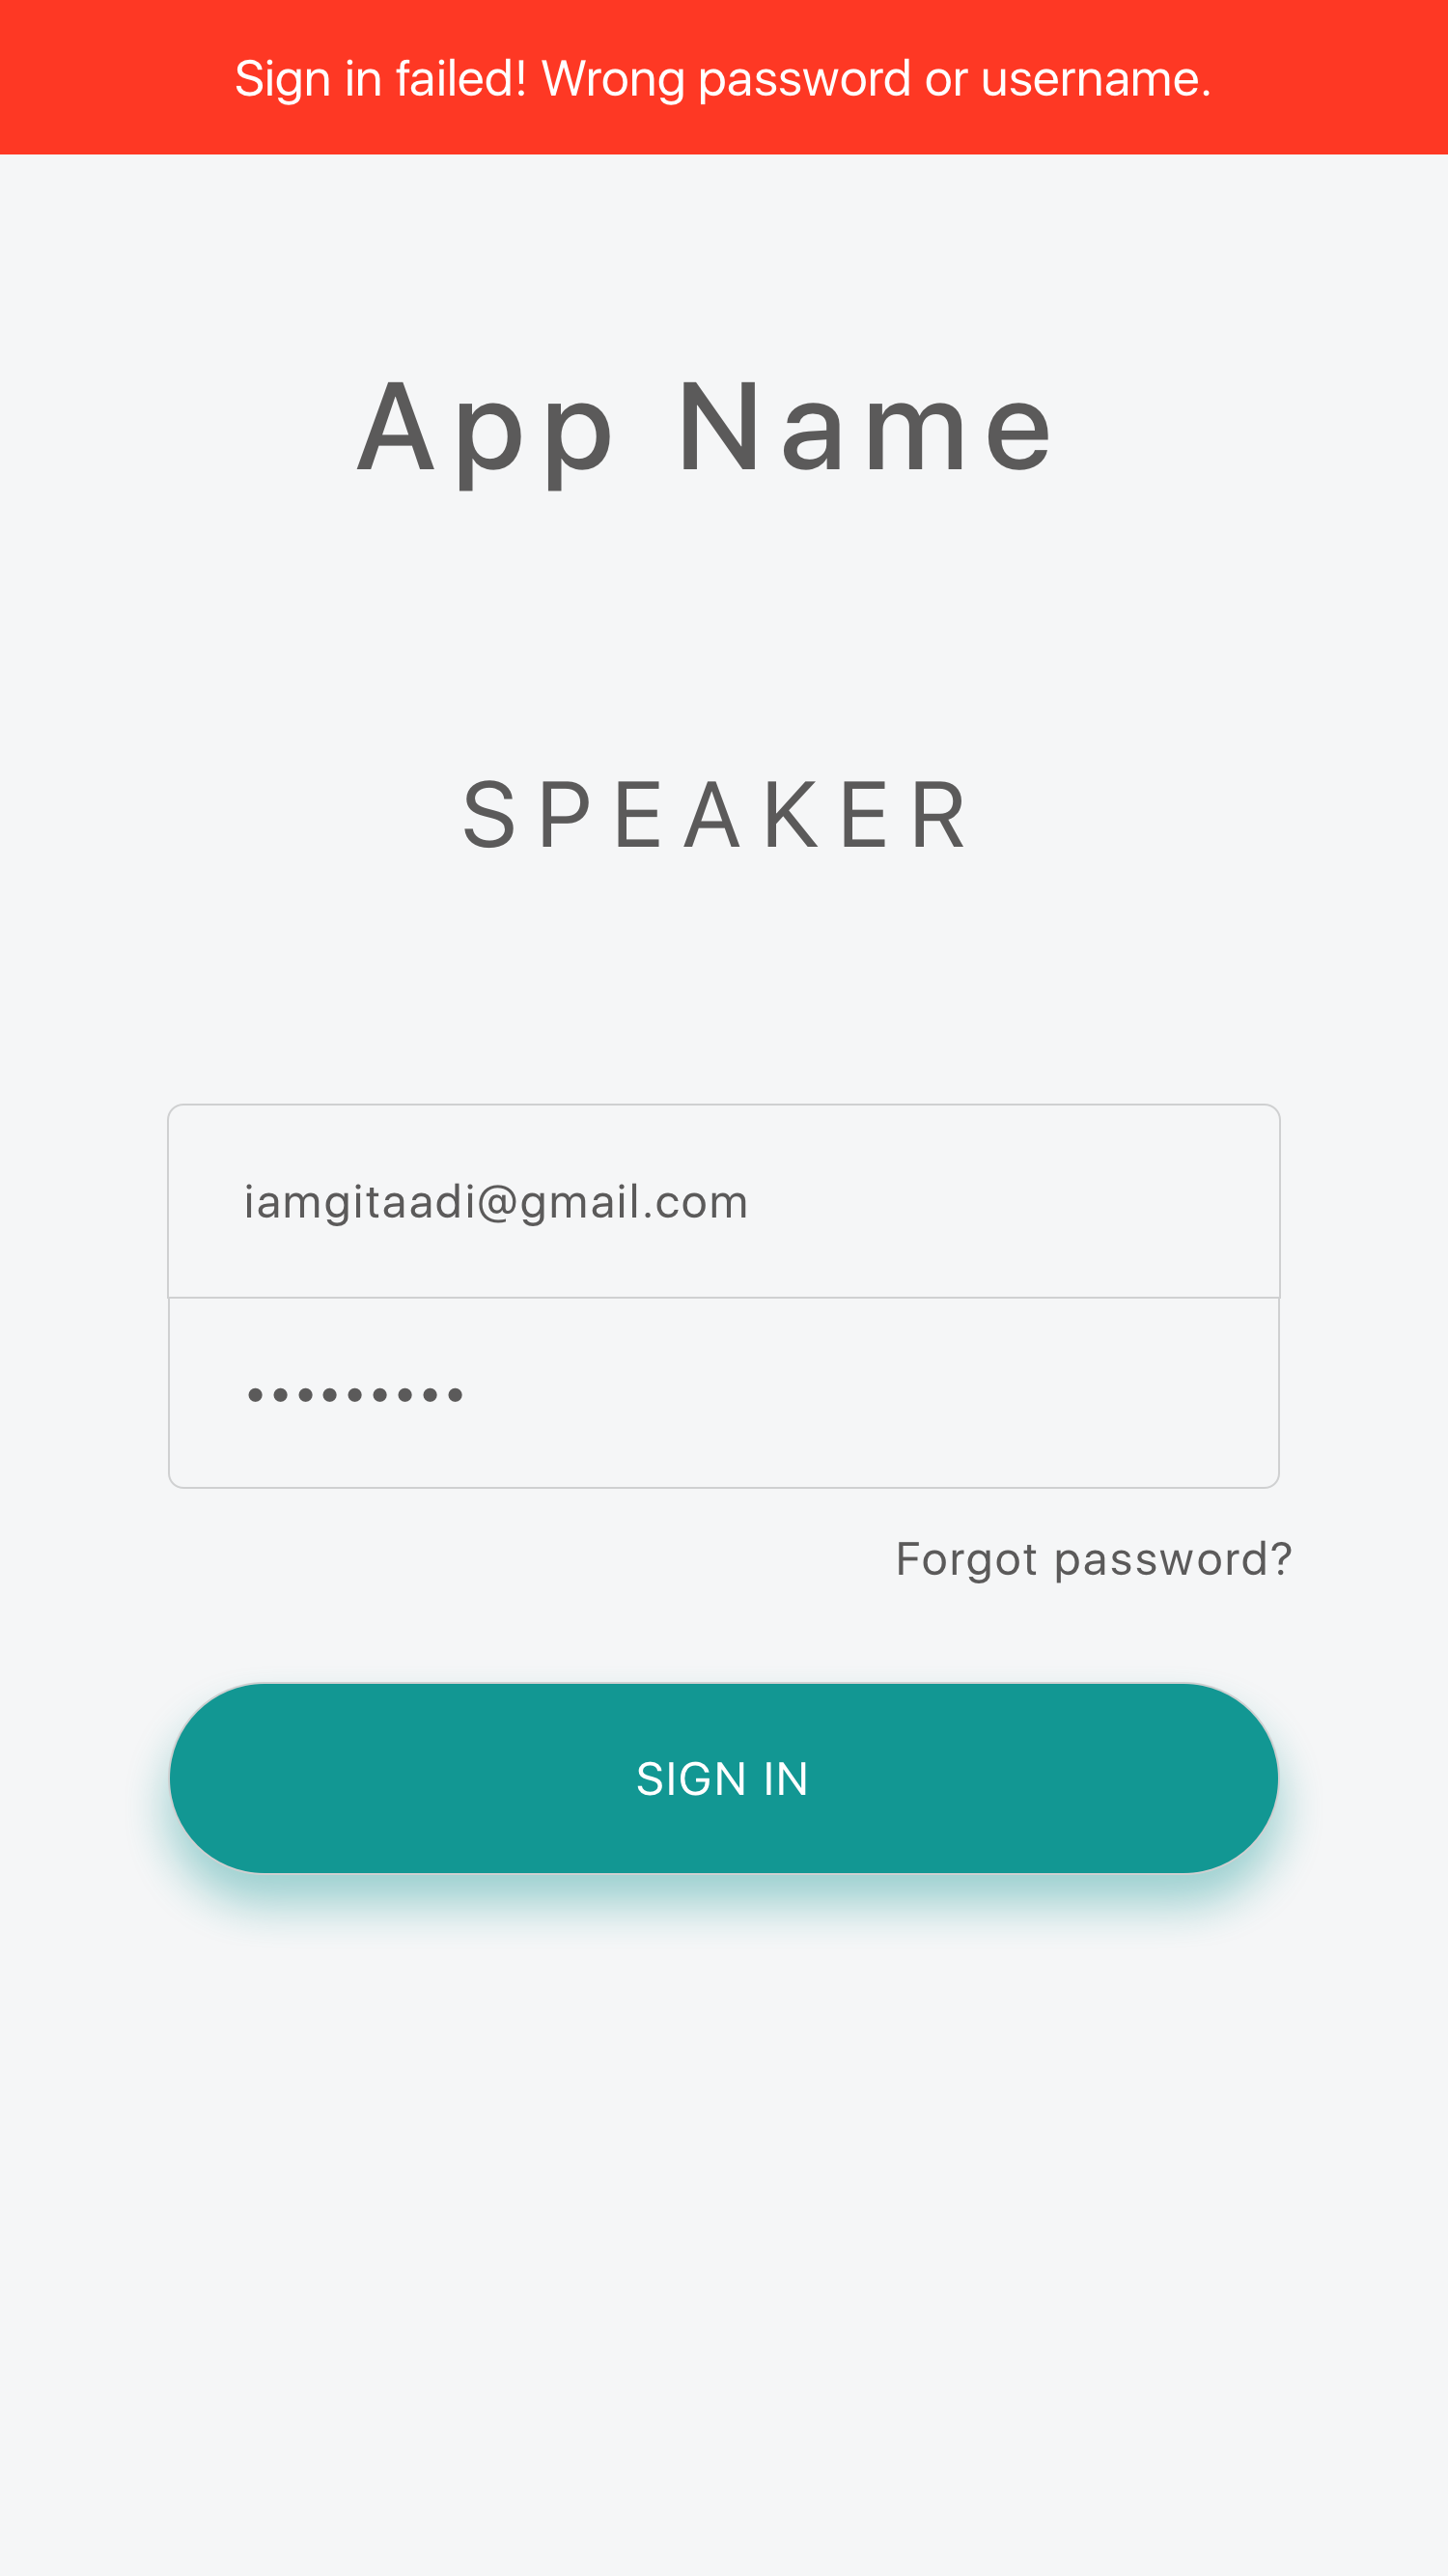 Sign in failed! Wrong password or username.
App Name
SPEAKER
iamgitaadi@gmail.com
•••••••••
Forgot password?
SIGN IN